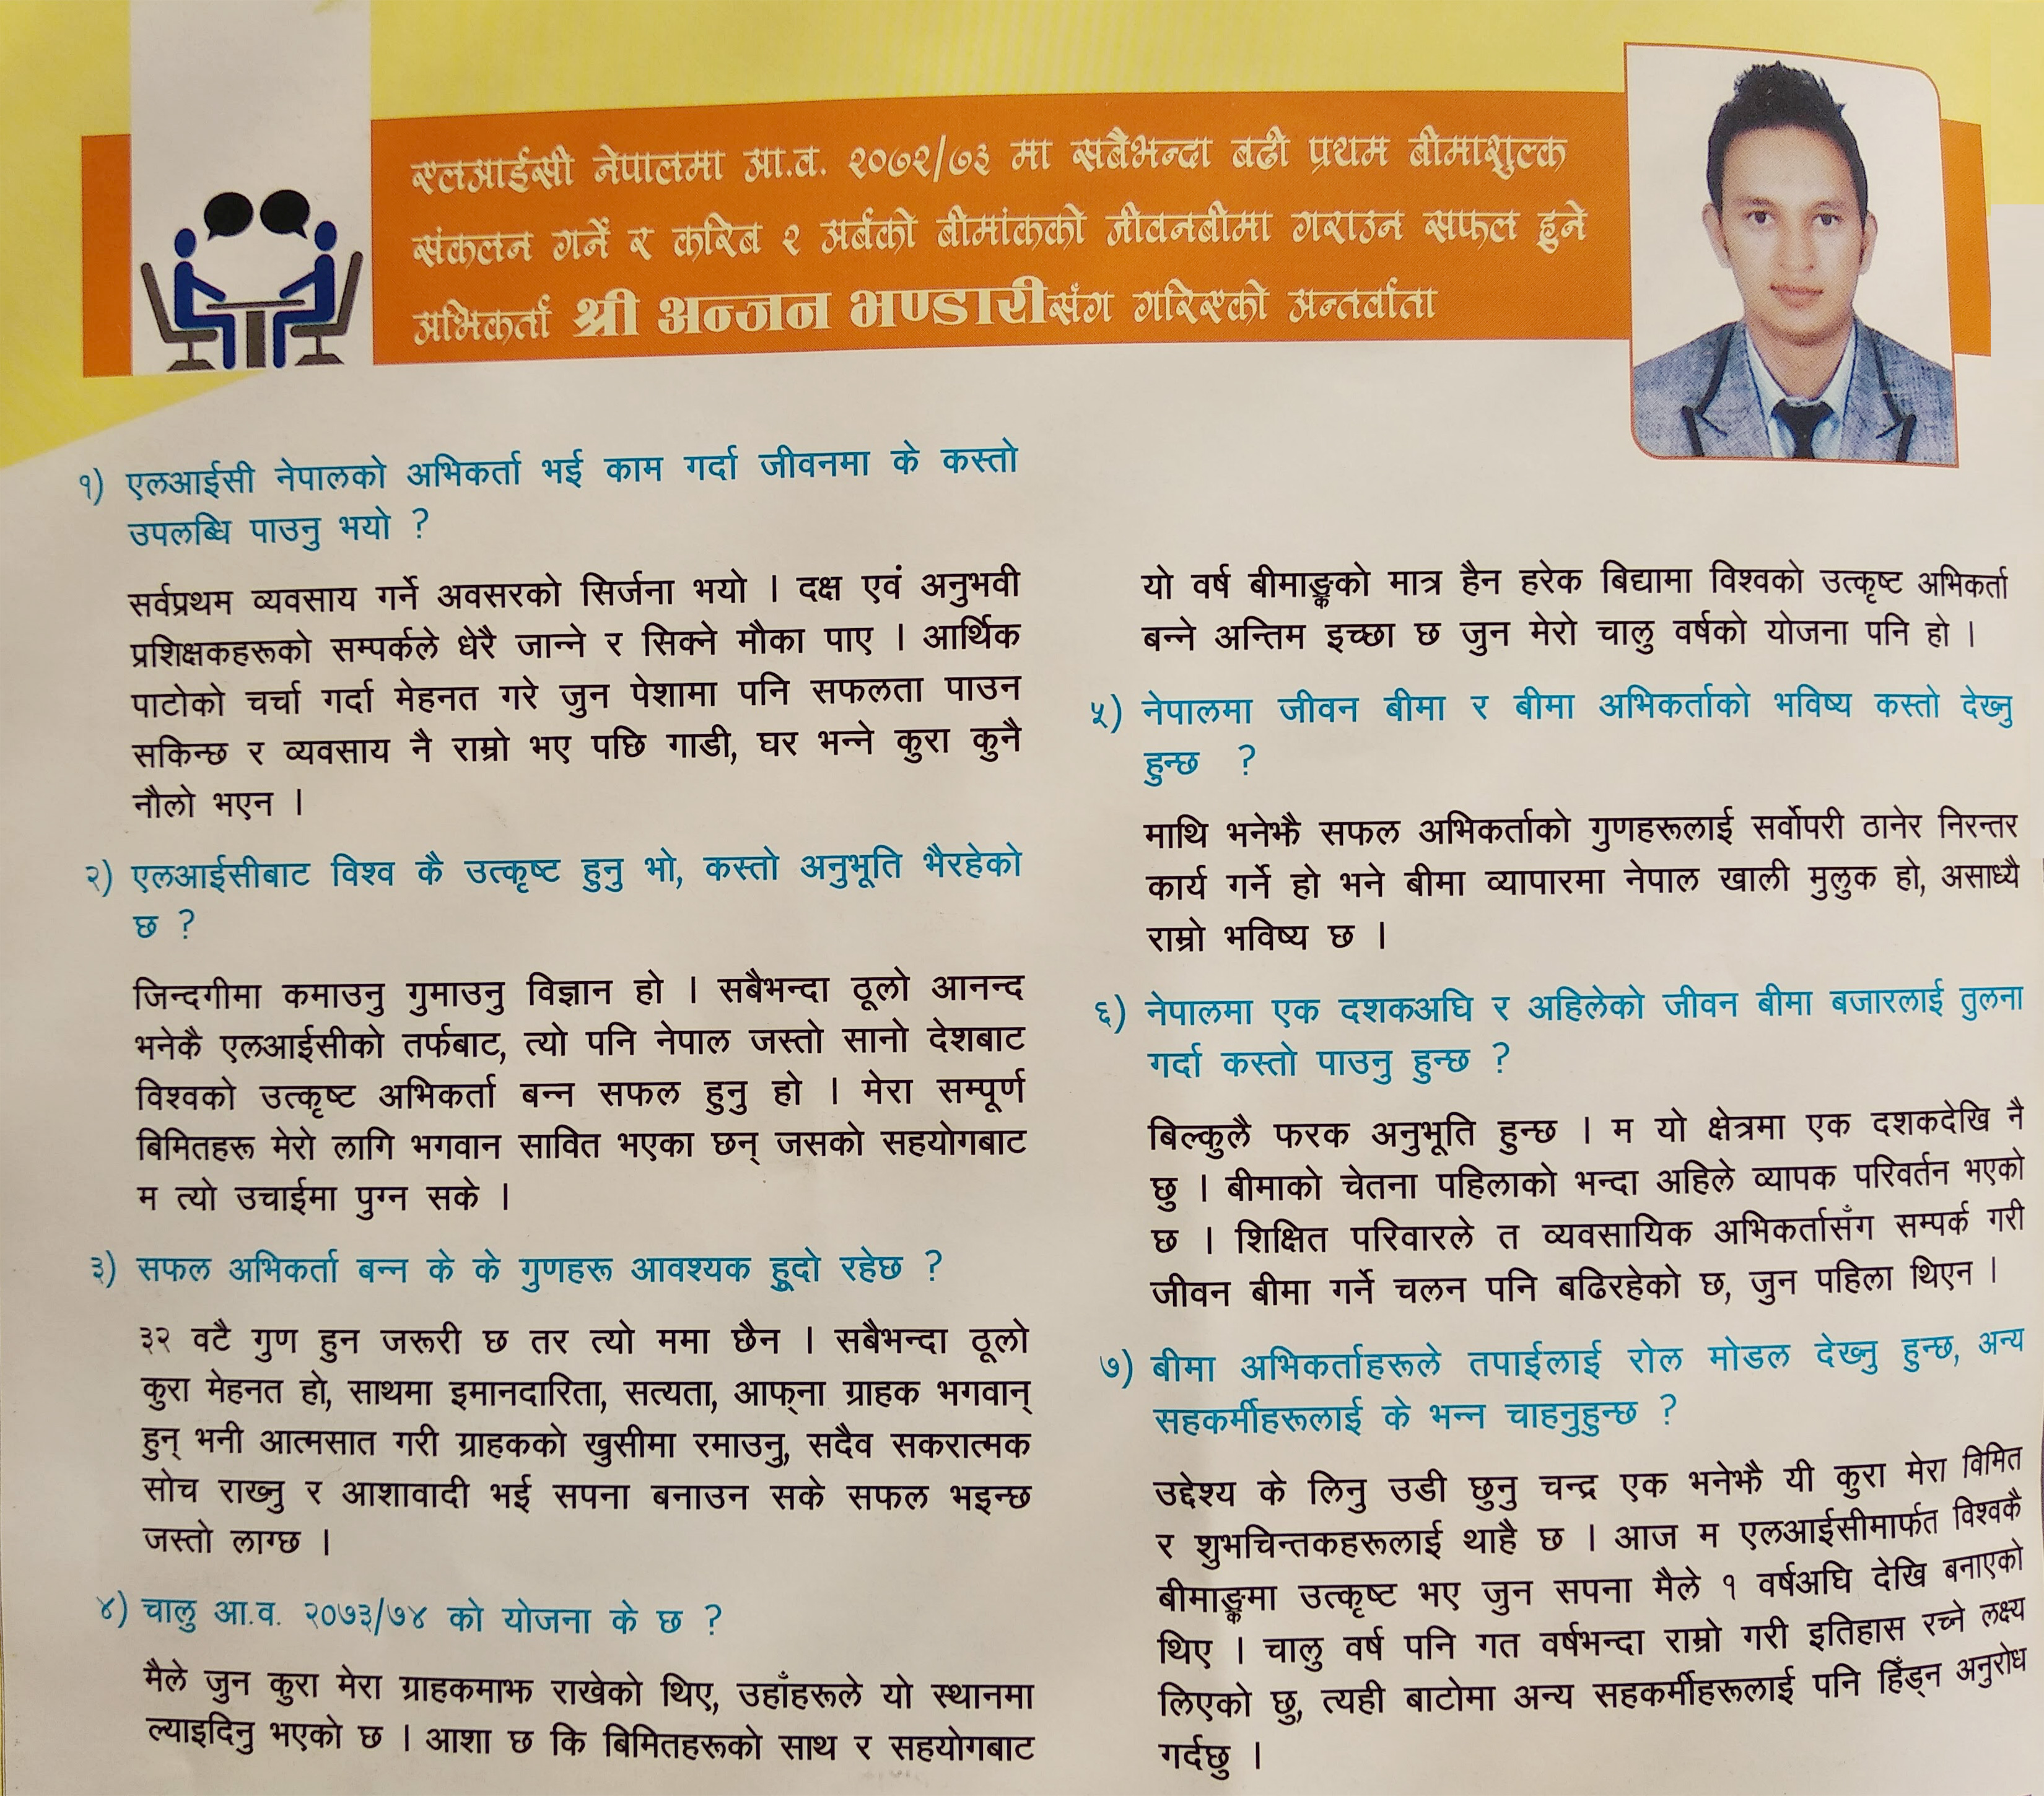 एलआईसी नेपालमा आ.व. २०७२/७३ मा सबैभन्दा बढी प्रथम बीमाशुल्क
संकलन गर्ने र करिब २ अर्बको बीमांकको जीवनबीमा गराउन सफल हुने
अभिकर्ता श्री अन्जन भण्डारीसंग गरिएको अन्तर्वार्ता
१) एलआईसी नेपालको अभिकर्ता भई काम गर्दा जीवनमा के कस्तो
उपलब्धि पाउनु भयो ?
सर्वप्रथम व्यवसाय गर्ने अवसरको सिर्जना भयो । दक्ष एवं अनुभवी
प्रशिक्षकहरूको सम्पर्कले धेरै जान्ने र सिक्ने मौका पाए । आर्थिक
पाटोको चर्चा गर्दा मेहनत गरे जुन पेशामा पनि सफलता पाउन
सकिन्छ र व्यवसाय नै राम्रो भए पछि गाडी, घर भन्ने कुरा कुनै
नौलो भएन ।
२) एलआईसीबाट विश्व कै उत्कृष्ट हुनु भो, कस्तो अनुभूति भैरहेको
छ ?
जिन्दगीमा कमाउनु गुमाउनु विज्ञान हो । सबैभन्दा ठूलो आनन्द
भनेकै एलआईसीको तर्फबाट, त्यो पनि नेपाल जस्तो सानो देशबाट
विश्वको उत्कृष्ट अभिकर्ता बन्न सफल हुनु हो । मेरा सम्पूर्ण
बिमितहरू मेरो लागि भगवान सावित भएका छन् जसको सहयोगबाट
म त्यो उचाईमा पुग्न सके ।
३) सफल अभिकर्ता बन्न के के गुणहरू आवश्यक हुदो रहेछ ?
३२ वटै गुण हुन जरूरी छ तर त्यो ममा छैन । सबैभन्दा ठूलो
कुरा मेहनत हो, साथमा इमानदारिता, सत्यता, आफ्ना ग्राहक भगवान्
हुन् भनी आत्मसात गरी ग्राहकको खुसीमा रमाउनु, सदैव सकरात्मक
सोच राख्नु र आशावादी भई सपना बनाउन सके सफल भइन्छ
जस्तो लाग्छ ।
४) चालु आ.व. २०७३/७४ को योजना के छ ?
मैले जुन कुरा मेरा ग्राहकमाझ राखेको थिए, उहाँहरूले यो स्थानमा
ल्याइदिनु भएको छ । आशा छ कि बिमितहरूको साथ र सहयोगबाट
यो वर्ष बीमाङ्कको मात्र हैन हरेक बिद्यामा विश्वको उत्कृष्ट अभिकर्ता
बन्ने अन्तिम इच्छा छ जुन मेरो चालु वर्षको योजना पनि हो ।
५) नेपालमा जीवन बीमा र बीमा अभिकर्ताको भविष्य कस्तो देख्नु
हुन्छ ?
माथि भनेझै सफल अभिकर्ताको गुणहरूलाई सर्वोपरी ठानेर निरन्तर
कार्य गर्ने हो भने बीमा व्यापारमा नेपाल खाली मुलुक हो, असाध्यै
राम्रो भविष्य छ ।
६) नेपालमा एक दशकअघि र अहिलेको जीवन बीमा बजारलाई तुलना
गर्दा कस्तो पाउनु हुन्छ ?
बिल्कुलै फरक अनुभूति हुन्छ । म यो क्षेत्रमा एक दशकदेखि नै
छु । बीमाको चेतना पहिलाको भन्दा अहिले व्यापक परिवर्तन भएको
छ । शिक्षित परिवारले त व्यवसायिक अभिकर्तासँग सम्पर्क गरी
जीवन बीमा गर्ने चलन पनि बढिरहेको छ, जुन पहिला थिएन ।
७) बीमा अभिकर्ताहरूले तपाईलाई रोल मोडल देख्नु हुन्छ, अन्य
सहकर्मीहरूलाई के भन्न चाहनुहुन्छ ?
उद्देश्य के लिनु उडी छुनु चन्द्र एक भनेझै यी कुरा मेरा विमित
र शुभचिन्तकहरूलाई थाहै छ । आज म एलआईसीमार्फत विश्वकै
बीमाङ्कमा उत्कृष्ट भए जुन सपना मैले १ वर्षअघि देखि बनाएको
थिए । चालु वर्ष पनि गत वर्षभन्दा राम्रो गरी इतिहास रच्ने लक्ष्य
लिएको छु, त्यही बाटोमा अन्य सहकर्मीहरूलाई पनि हिँड्न अनुरोध
गर्दछु ।